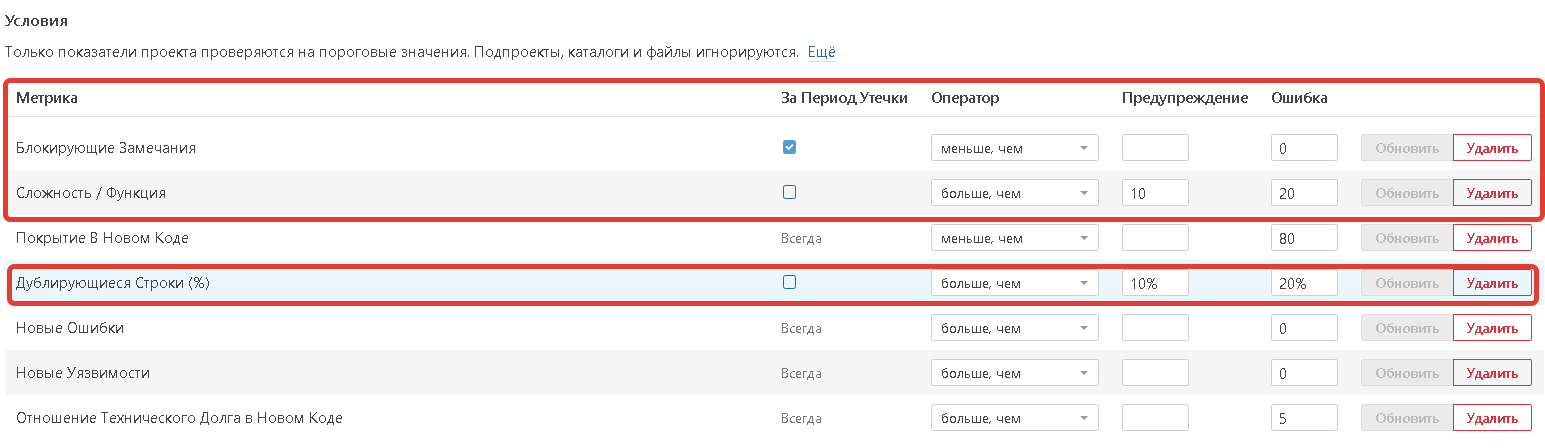 Условия
Только показатели проекта проверяются на пороговые значения. Подпроекты, каталоги и файлы игнорируются. Ещё
Метрика За Период Утечки Оператор Предупреждение Ошибка
Блокирующие Замечания меньше, чем 0 Обновить Удалить
Сложность / Функция больше, чем 10 20 Обновить Удалить
Покрытие В Новом Коде Всегда меньше, чем 80 Обновить Удалить
Дублирующиеся Строки (%) больше, чем 10% 20% Обновить Удалить
Новые Ошибки Всегда больше, чем 0 Обновить Удалить
Новые Уязвимости Всегда больше, чем 0 Обновить Удалить
Отношение Технического Долга в Новом Коде Всегда больше, чем 5 Обновить Удалить